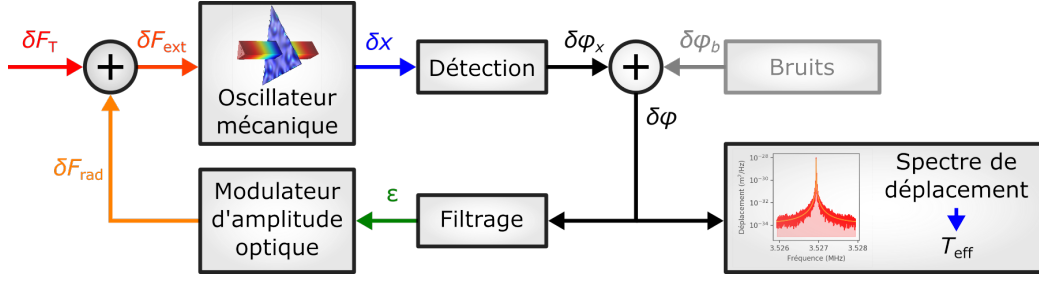 δF_T
+
δF_ext
Oscillateur
mécanique
δx
Détection
δφ_x
+
δφ_b
Bruits
δφ
δF_rad
Modulateur
d'amplitude
optique
ε
Filtrage
Déplacement (m²/Hz)
10⁻²⁸
10⁻³⁰
10⁻³²
10⁻³⁴
3.526
3.527
3.528
Fréquence (MHz)
Spectre de
déplacement
T_eff